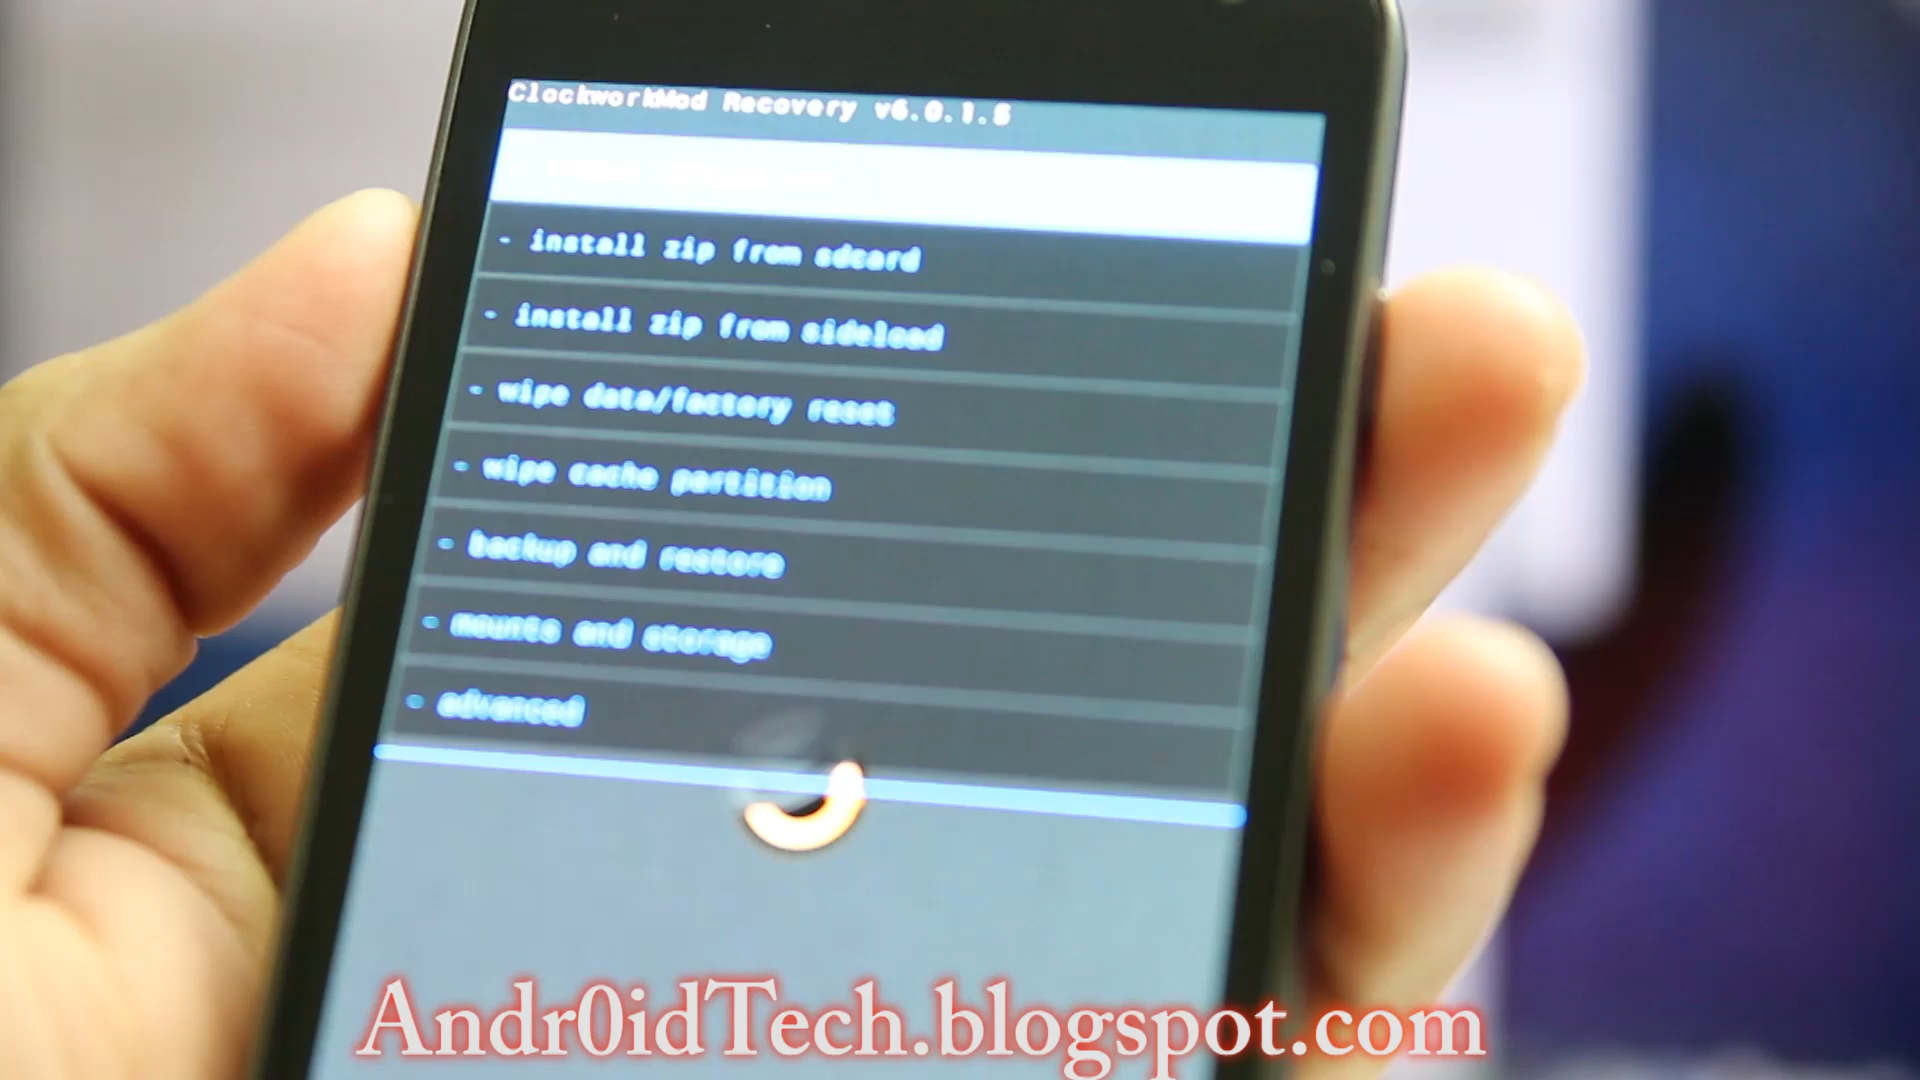 ClockworkMod Recovery v6.0.1.5
- install zip from sdcard
- install zip from sideload
- wipe data/factory reset
- wipe cache partition
- backup and restore
- mounts and storage
- advanced
Andr0idTech.blogspot.com